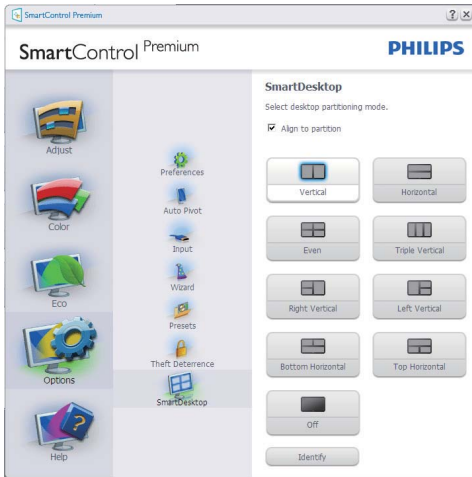 SmartControl Premium
SmartControl Premium
PHILIPS
Adjust
Color
Eco
Options
Help
Preferences
Auto Pivot
Input
Wizard
Presets
Theft Deterrence
SmartDesktop
SmartDesktop
Select desktop partitioning mode.
Align to partition
Vertical
Horizontal
Even
Triple Vertical
Right Vertical
Left Vertical
Bottom Horizontal
Top Horizontal
Off
Identify